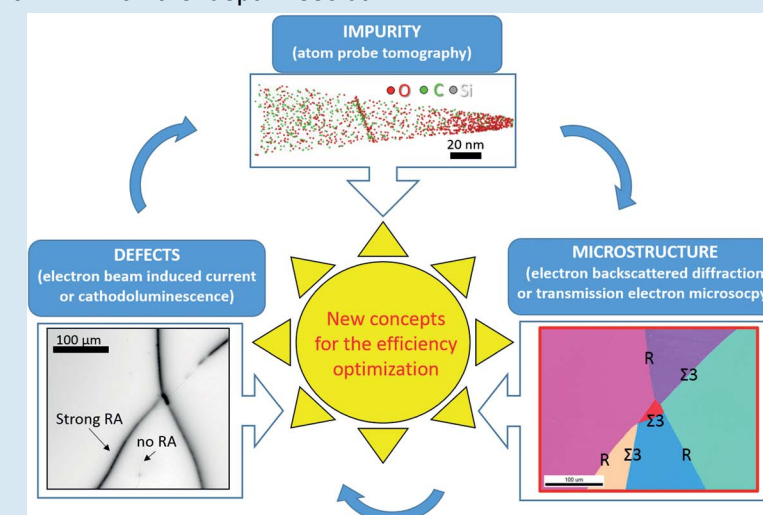 IMPURITY
(atom probe tomography)
O C Si
20 nm
DEFECTS
(electron beam induced current
or cathodoluminescence)
MICROSTRUCTURE
(electron backscattered diffraction
or transmission electron microsocpy
New concepts
for the efficiency
optimization
100 µm
Strong RA
no RA
R
Σ3
Σ3
R Σ3 R
100 um